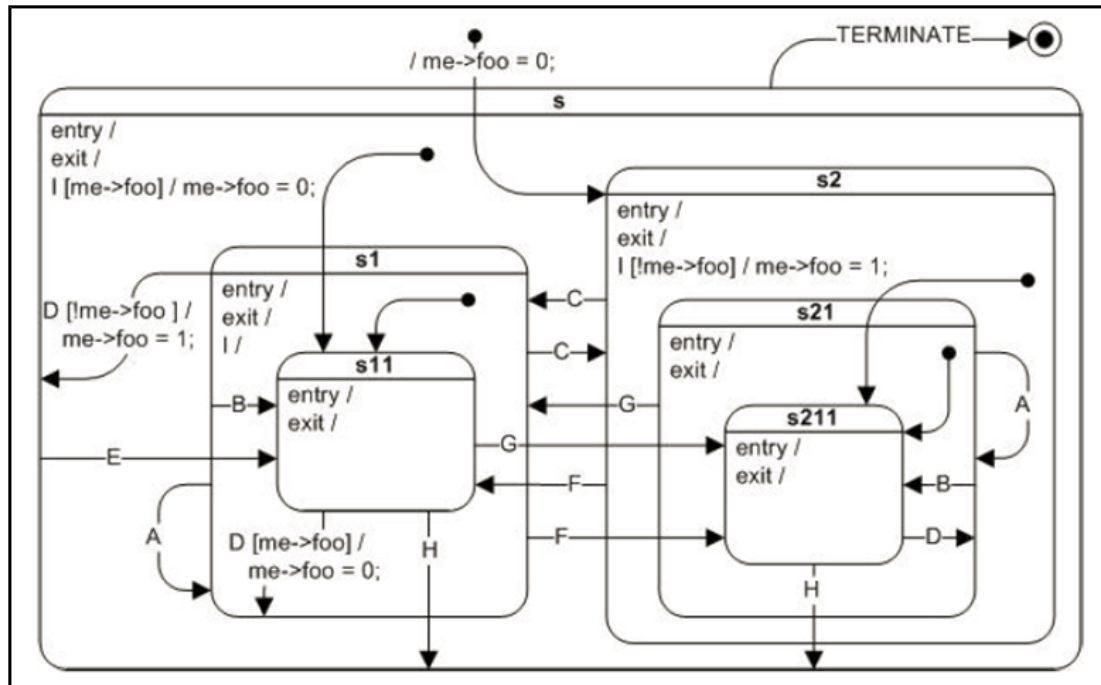 TERMINATE
/ me->foo = 0;
s
entry /
exit /
I [me->foo] / me->foo = 0;
s2
entry /
exit /
I [!me->foo] / me->foo = 1;
s1
entry /
exit /
I /
D [!me->foo ] /
me->foo = 1;
C
C
s21
entry /
exit /
A
s11
entry /
exit /
B
G
s211
entry /
exit /
G
E
F
B
A
D [me->foo] /
me->foo = 0;
H
F
D
H